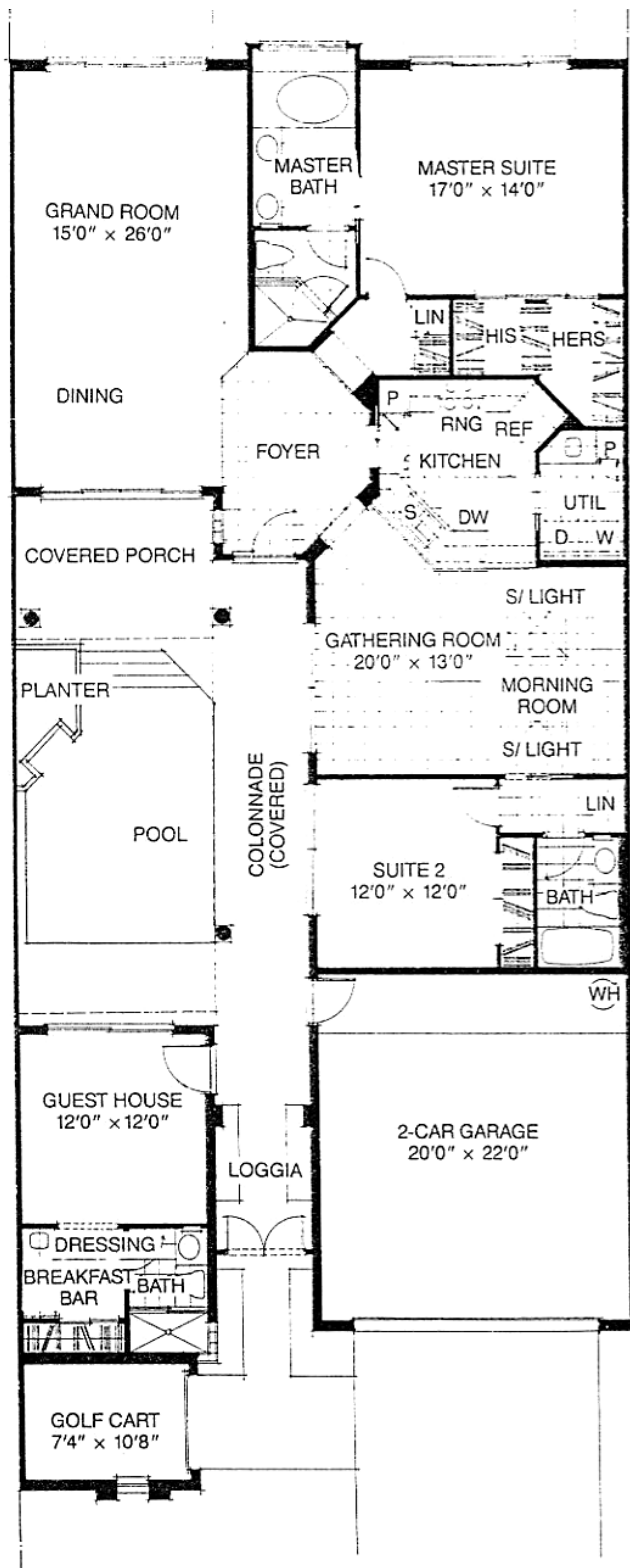 MASTER
BATH
MASTER SUITE
17'0" × 14'0"
GRAND ROOM
15'0" × 26'0"
LIN
HIS
HERS
DINING
P
RNG
REF
FOYER
KITCHEN
P
S
DW
UTIL
D W
COVERED PORCH
S/ LIGHT
GATHERING ROOM
20'0" × 13'0"
PLANTER
MORNING
ROOM
S/ LIGHT
COLONNADE
(COVERED)
LIN
POOL
SUITE 2
12'0" × 12'0"
BATH
WH
GUEST HOUSE
12'0" × 12'0"
2-CAR GARAGE
20'0" × 22'0"
LOGGIA
DRESSING
BREAKFAST
BAR
BATH
GOLF CART
7'4" × 10'8"